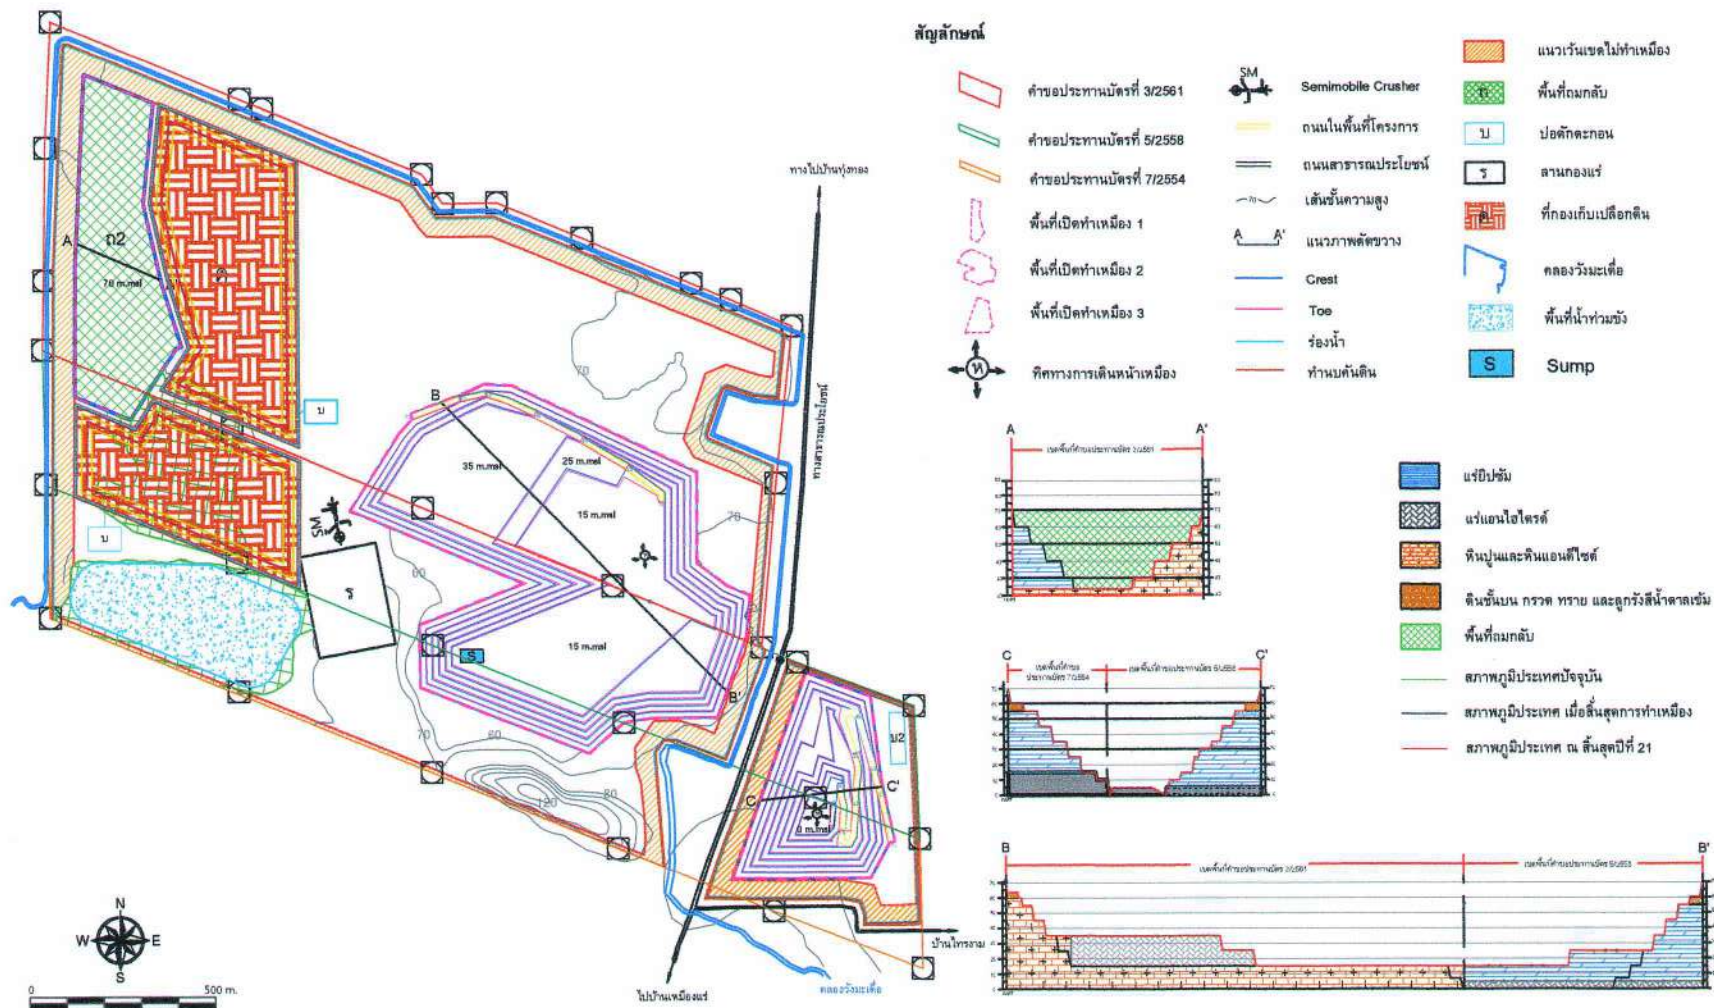 สัญลักษณ์
คำขอประทานบัตรที่ 3/2561
คำขอประทานบัตรที่ 5/2558
คำขอประทานบัตรที่ 7/2554
พื้นที่เปิดทำเหมือง 1
พื้นที่เปิดทำเหมือง 2
พื้นที่เปิดทำเหมือง 3
ท
ทิศทางการเดินหน้าเหมือง
SM
Semimobile Crusher
ถนนในพื้นที่โครงการ
ถนนสาธารณประโยชน์
70
เส้นชั้นความสูง
A A'
แนวภาพตัดขวาง
Crest
Toe
ร่องน้ำ
ทำนบคันดิน
แนวเว้นเขตไม่ทำเหมือง
พื้นที่ถมกลับ
บ
บ่อดักตะกอน
ร
ลานกองแร่
ที่กองเก็บเปลือกดิน
คลองวังมะเดื่อ
พื้นที่น้ำท่วมขัง
S
Sump
แร่ยิปซัม
แร่แอนไฮไดรต์
หินปูนและหินแอนดีไซต์
ดินชั้นบน กรวด ทราย และลูกรังสีน้ำตาลเข้ม
พื้นที่ถมกลับ
สภาพภูมิประเทศปัจจุบัน
สภาพภูมิประเทศ เมื่อสิ้นสุดการทำเหมือง
สภาพภูมิประเทศ ณ สิ้นสุดปีที่ 21
ทางไปบ้านทุ่งทอง
ทางสาธารณประโยชน์
A
ถ2
70 m.msl
70
บ
B
35 m.msl
25 m.msl
15 m.msl
70
SM
บ
60
ร
15 m.msl
S
B'
บ2
70
60
80
120
C
C'
0 m.msl
บ้านไทรงาม
ไปบ้านเหมืองแร่
คลองวังมะเดื่อ
N
W E
S
0 500 m.
A A'
C C'
B B'